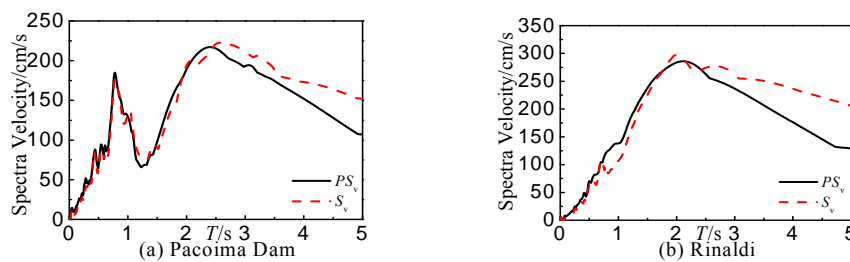 250
200
150
100
50
0
Spectra Velocity/cm/s
PSv
Sv
0 1 2 T/s 3 4 5
(a) Pacoima Dam
350
300
250
200
150
100
50
0
Spectra Velocity/cm/s
PSv
Sv
0 1 2 T/s 3 4 5
(b) Rinaldi